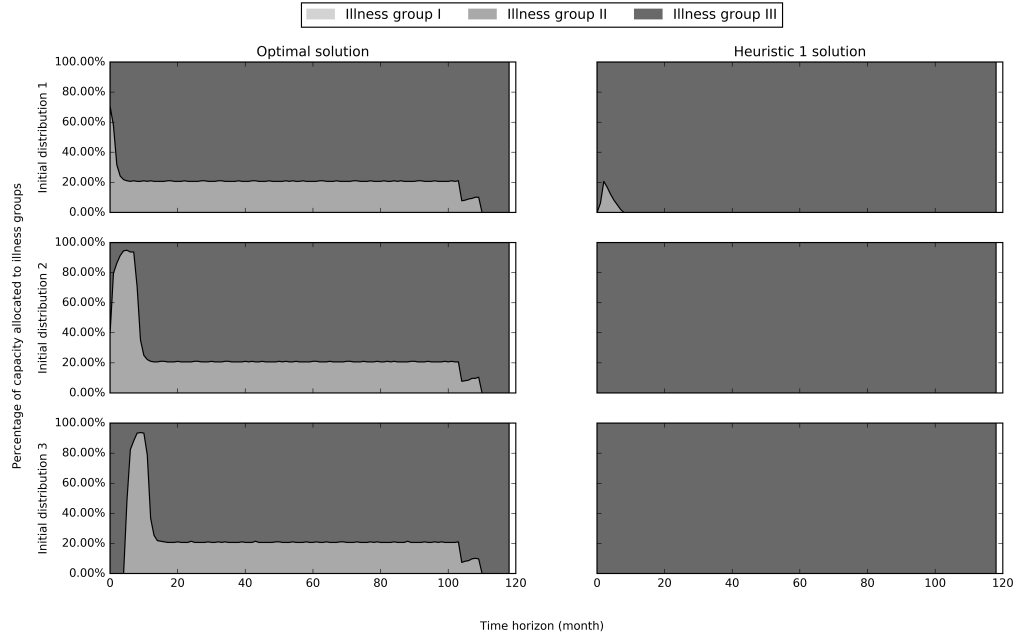 Illness group I Illness group II Illness group III
Optimal solution Heuristic 1 solution
Percentage of capacity allocated to illness groups
Initial distribution 1
100.00%
80.00%
60.00%
40.00%
20.00%
0.00%
Initial distribution 2
100.00%
80.00%
60.00%
40.00%
20.00%
0.00%
Initial distribution 3
100.00%
80.00%
60.00%
40.00%
20.00%
0.00%
0 20 40 60 80 100 120 0 20 40 60 80 100 120
Time horizon (month)